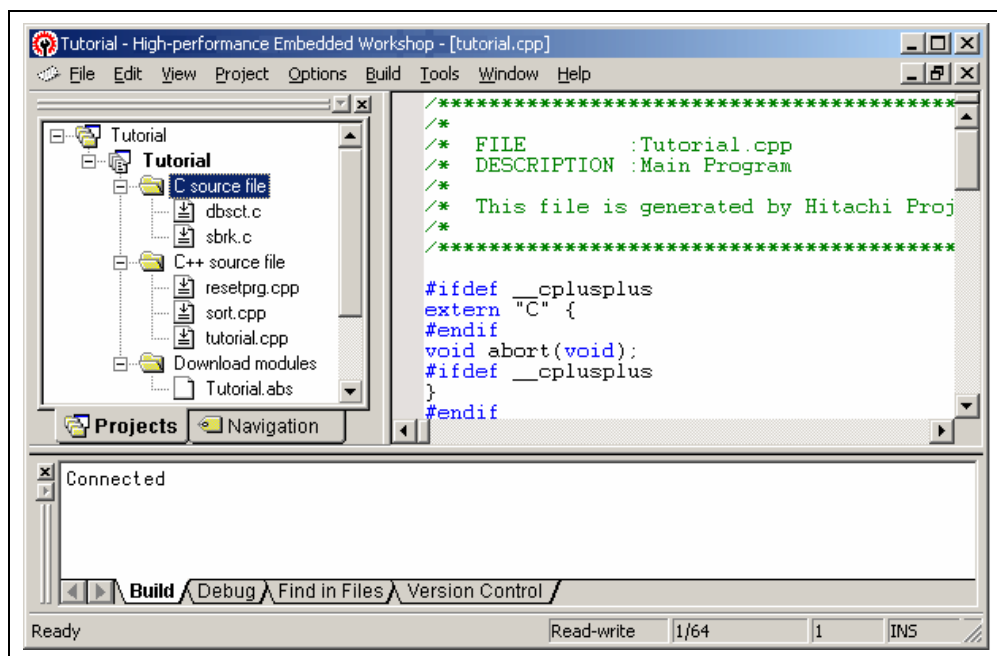 Tutorial - High-performance Embedded Workshop - [tutorial.cpp]
File Edit View Project Options Build Tools Window Help
Tutorial
Tutorial
C source file
dbsct.c
sbrk.c
C++ source file
resetprg.cpp
sort.cpp
tutorial.cpp
Download modules
Tutorial.abs
Projects Navigation
/******************************************
/*
/* FILE :Tutorial.cpp
/* DESCRIPTION :Main Program
/*
/* This file is generated by Hitachi Proj
/*
/******************************************
#ifdef __cplusplus
extern "C" {
#endif
void abort(void);
#ifdef __cplusplus
}
#endif
Connected
Build Debug Find in Files Version Control
Ready Read-write 1/64 1 INS